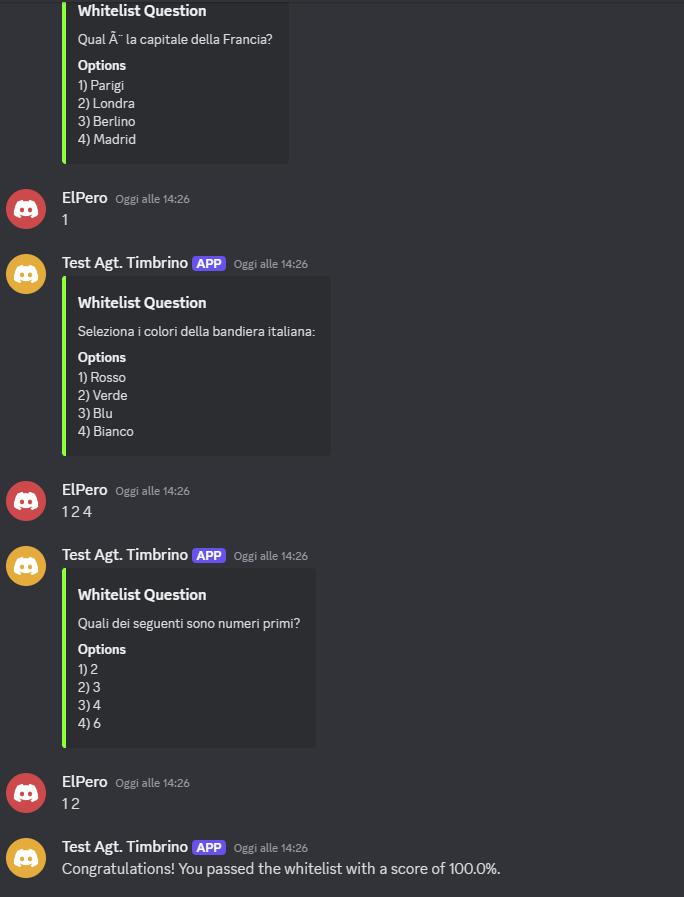 Whitelist Question
Qual Ã¨ la capitale della Francia?
Options
1) Parigi
2) Londra
3) Berlino
4) Madrid
ElPero Oggi alle 14:26
1
Test Agt. Timbrino APP Oggi alle 14:26
Whitelist Question
Seleziona i colori della bandiera italiana:
Options
1) Rosso
2) Verde
3) Blu
4) Bianco
ElPero Oggi alle 14:26
1 2 4
Test Agt. Timbrino APP Oggi alle 14:26
Whitelist Question
Quali dei seguenti sono numeri primi?
Options
1) 2
2) 3
3) 4
4) 6
ElPero Oggi alle 14:26
1 2
Test Agt. Timbrino APP Oggi alle 14:26
Congratulations! You passed the whitelist with a score of 100.0%.